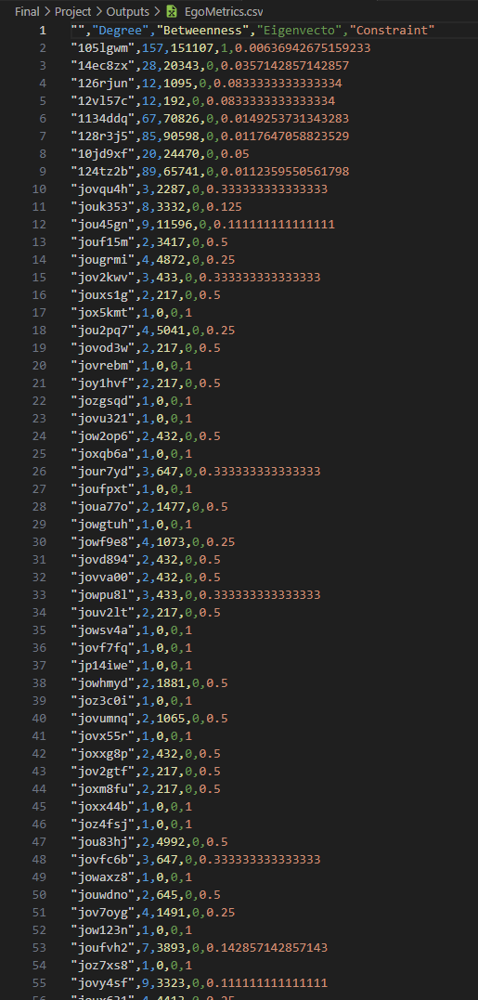 Final > Project > Outputs > EgoMetrics.csv
1 "","Degree","Betweenness","Eigenvecto","Constraint"
2 "105lgwm",157,151107,1,0.00636942675159233
3 "14ec8zx",28,20343,0,0.0357142857142857
4 "126rjun",12,1095,0,0.0833333333333334
5 "12vl57c",12,192,0,0.0833333333333334
6 "1134ddq",67,70826,0,0.0149253731343283
7 "128r3j5",85,90598,0,0.0117647058823529
8 "10jd9xf",20,24470,0,0.05
9 "124tz2b",89,65741,0,0.0112359550561798
10 "jovqu4h",3,2287,0,0.333333333333333
11 "jouk353",8,3332,0,0.125
12 "jou45gn",9,11596,0,0.111111111111111
13 "jouf15m",2,3417,0,0.5
14 "jougrmi",4,4872,0,0.25
15 "jov2kwv",3,433,0,0.333333333333333
16 "jouxs1g",2,217,0,0.5
17 "jox5kmt",1,0,0,1
18 "jou2pq7",4,5041,0,0.25
19 "jovod3w",2,217,0,0.5
20 "jovrebm",1,0,0,1
21 "joy1hvf",2,217,0,0.5
22 "jozgsqd",1,0,0,1
23 "jovu321",1,0,0,1
24 "jow2op6",2,432,0,0.5
25 "joxqb6a",1,0,0,1
26 "jour7yd",3,647,0,0.333333333333333
27 "joufpxt",1,0,0,1
28 "joua77o",2,1477,0,0.5
29 "jowgtuh",1,0,0,1
30 "jowf9e8",4,1073,0,0.25
31 "jovd894",2,432,0,0.5
32 "jovva00",2,432,0,0.5
33 "jowpu8l",3,433,0,0.333333333333333
34 "jouv2lt",2,217,0,0.5
35 "jowsv4a",1,0,0,1
36 "jovf7fq",1,0,0,1
37 "jp14iwe",1,0,0,1
38 "jowhmyd",2,1881,0,0.5
39 "joz3c0i",1,0,0,1
40 "jovumnq",2,1065,0,0.5
41 "jovx55r",1,0,0,1
42 "joxxg8p",2,432,0,0.5
43 "jov2gtf",2,217,0,0.5
44 "joxm8fu",2,217,0,0.5
45 "joxx44b",1,0,0,1
46 "joz4fsj",1,0,0,1
47 "jou83hj",2,4992,0,0.5
48 "jovfc6b",3,647,0,0.333333333333333
49 "jowaxz8",1,0,0,1
50 "jouwdno",2,645,0,0.5
51 "jov7oyg",4,1491,0,0.25
52 "jow123n",1,0,0,1
53 "joufvh2",7,3893,0,0.142857142857143
54 "joz7xs8",1,0,0,1
55 "jovy4sf",9,3323,0,0.111111111111111